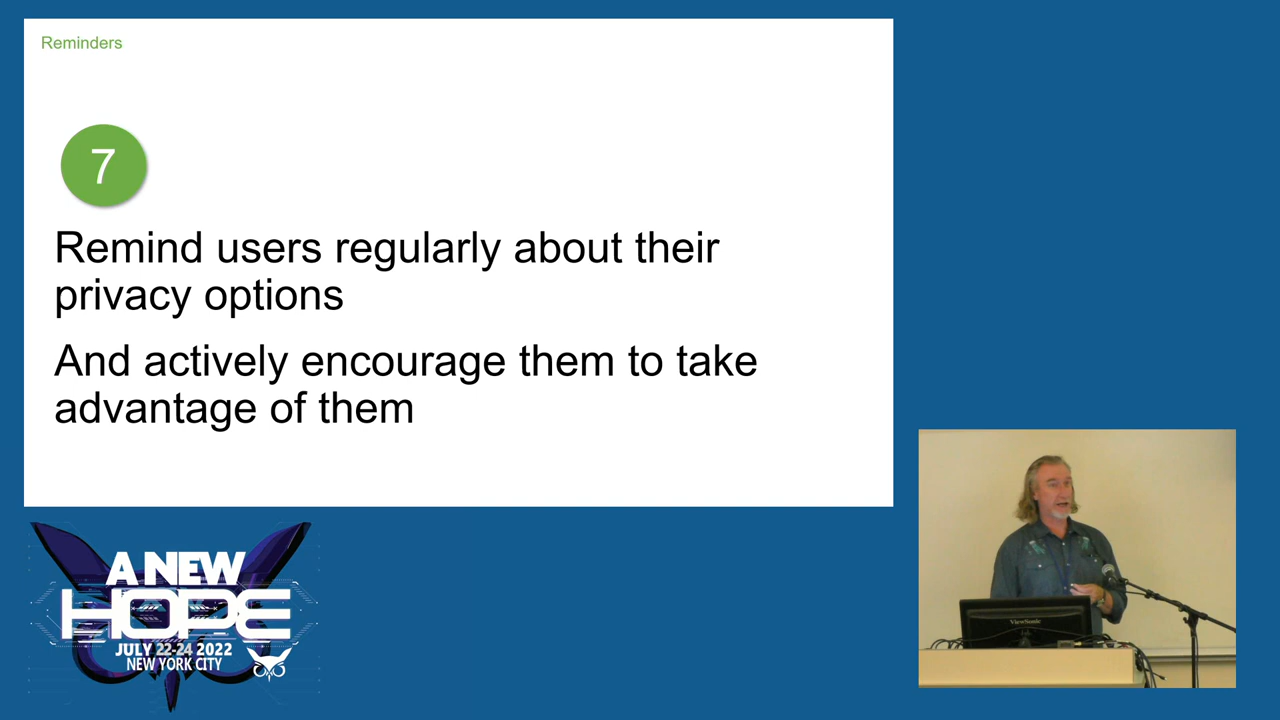 Reminders
7
Remind users regularly about their
privacy options
And actively encourage them to take
advantage of them
A NEW
HOPE
JULY 22-24 2022
NEW YORK CITY
ViewSonic